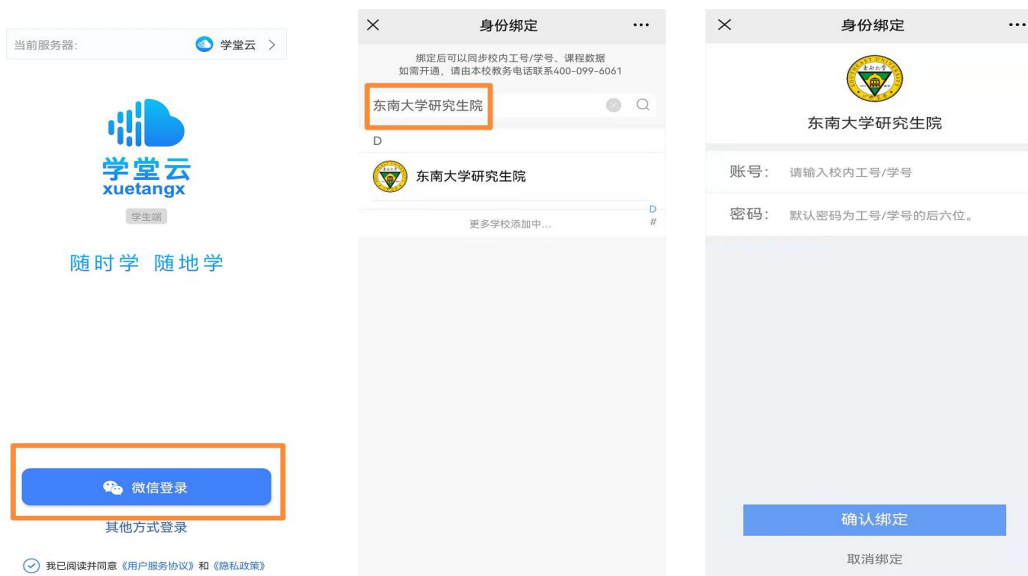 当前服务器:
学堂云
学堂云
xuetangx
学生端
随时学 随地学
微信登录
其他方式登录
我已阅读并同意《用户服务协议》和《隐私政策》
身份绑定
绑定后可以同步校内工号/学号、课程数据
如需开通，请由本校教务电话联系400-099-6061
东南大学研究生院
D
东南大学研究生院
D
#
更多学校添加中...
身份绑定
东南大学研究生院
账号: 请输入校内工号/学号
密码: 默认密码为工号/学号的后六位。
确认绑定
取消绑定